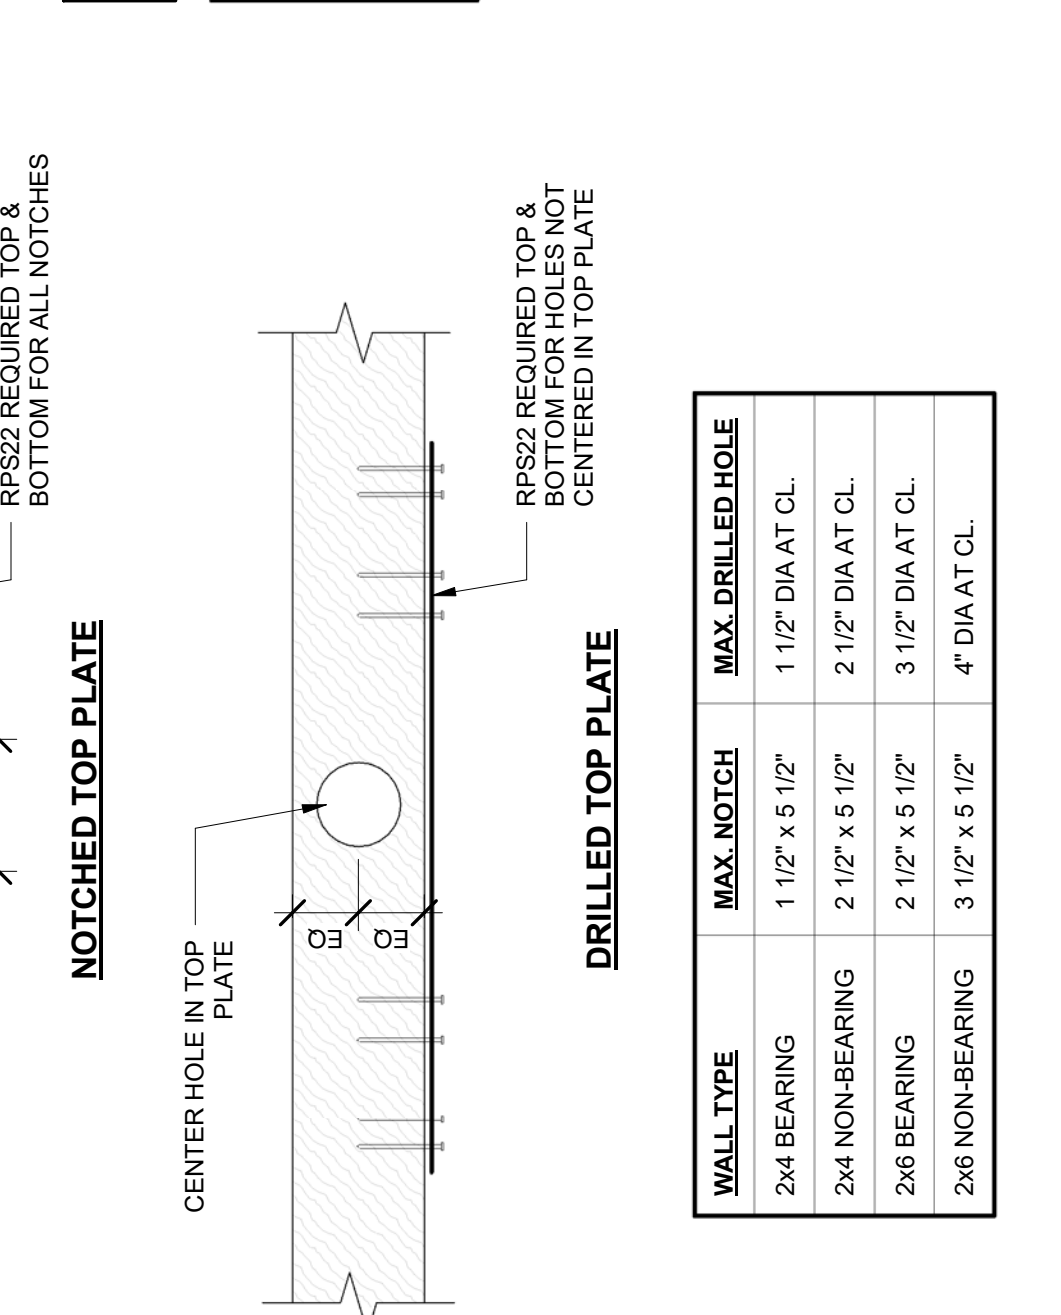 RPS22 REQUIRED TOP &
BOTTOM FOR ALL NOTCHES
NOTCHED TOP PLATE
CENTER HOLE IN TOP
PLATE
EQ
EQ
RPS22 REQUIRED TOP &
BOTTOM FOR HOLES NOT
CENTERED IN TOP PLATE
DRILLED TOP PLATE
WALL TYPE MAX. NOTCH MAX. DRILLED HOLE
2x4 BEARING 1 1/2" x 5 1/2" 1 1/2" DIA AT CL.
2x4 NON-BEARING 2 1/2" x 5 1/2" 2 1/2" DIA AT CL.
2x6 BEARING 2 1/2" x 5 1/2" 3 1/2" DIA AT CL.
2x6 NON-BEARING 3 1/2" x 5 1/2" 4" DIA AT CL.